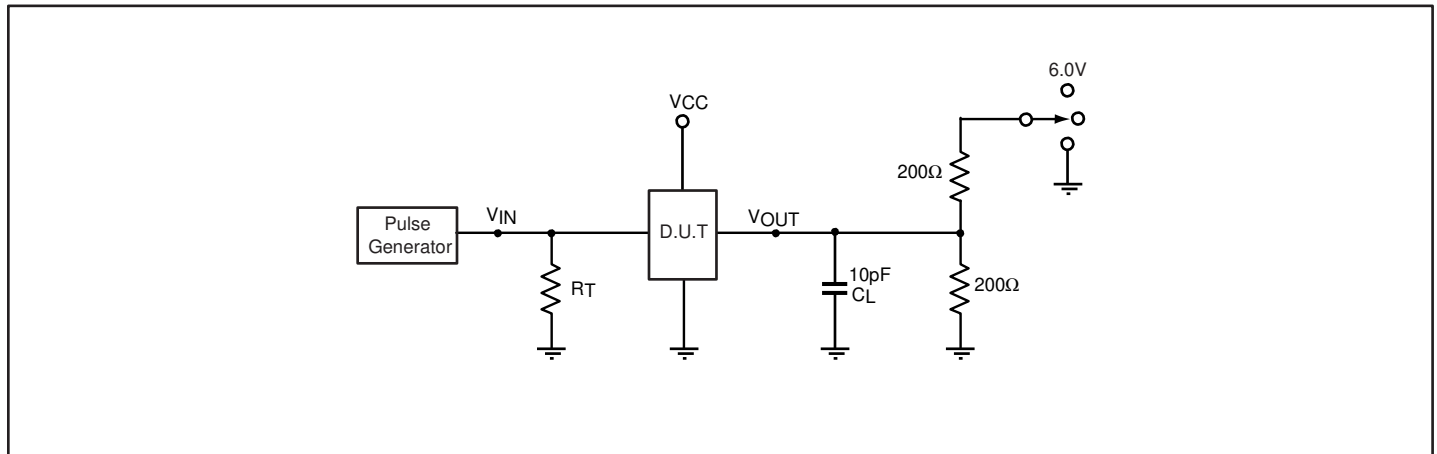 6.0V
VCC
200Ω
Pulse
Generator
VIN
D.U.T
VOUT
RT
10pF
CL
200Ω